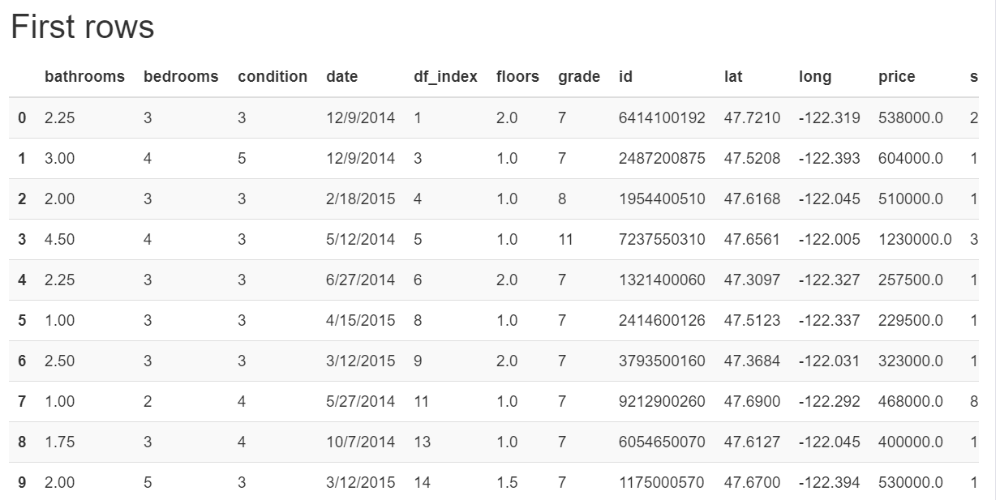 First rows
bathrooms bedrooms condition date df_index floors grade id lat long price s
0 2.25 3 3 12/9/2014 1 2.0 7 6414100192 47.7210 -122.319 538000.0 2
1 3.00 4 5 12/9/2014 3 1.0 7 2487200875 47.5208 -122.393 604000.0 1
2 2.00 3 3 2/18/2015 4 1.0 8 1954400510 47.6168 -122.045 510000.0 1
3 4.50 4 3 5/12/2014 5 1.0 11 7237550310 47.6561 -122.005 1230000.0 3
4 2.25 3 3 6/27/2014 6 2.0 7 1321400060 47.3097 -122.327 257500.0 1
5 1.00 3 3 4/15/2015 8 1.0 7 2414600126 47.5123 -122.337 229500.0 1
6 2.50 3 3 3/12/2015 9 2.0 7 3793500160 47.3684 -122.031 323000.0 1
7 1.00 2 4 5/27/2014 11 1.0 7 9212900260 47.6900 -122.292 468000.0 8
8 1.75 3 4 10/7/2014 13 1.0 7 6054650070 47.6127 -122.045 400000.0 1
9 2.00 5 3 3/12/2015 14 1.5 7 1175000570 47.6700 -122.394 530000.0 1